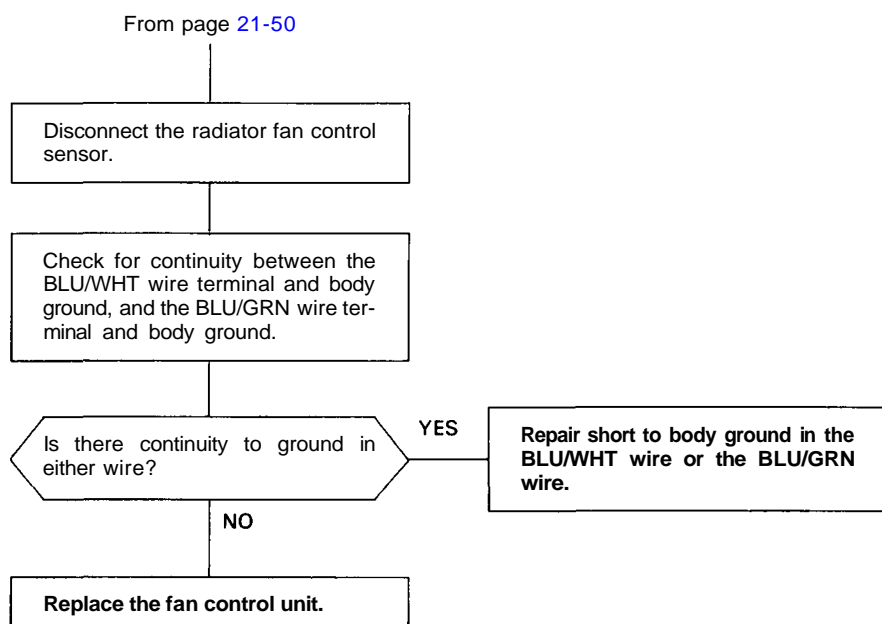 From page 21-50
Disconnect the radiator fan control
sensor.
Check for continuity between the
BLU/WHT wire terminal and body
ground, and the BLU/GRN wire ter-
minal and body ground.
Is there continuity to ground in
either wire?
YES
Repair short to body ground in the
BLU/WHT wire or the BLU/GRN
wire.
NO
Replace the fan control unit.